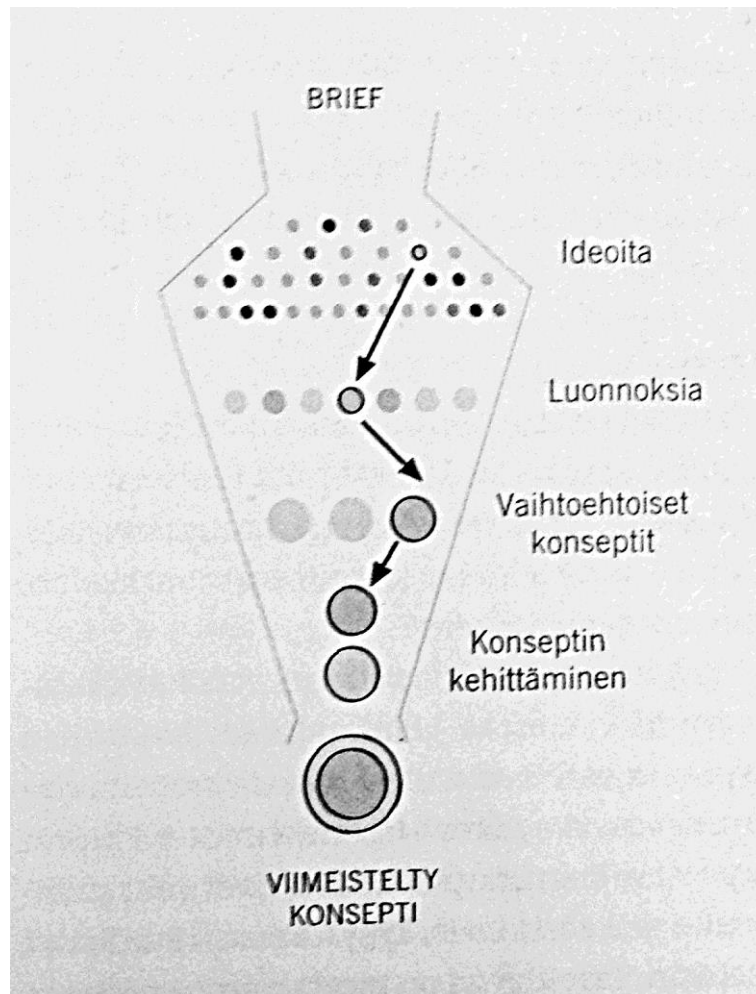 BRIEF
Ideoita
Luonnoksia
Vaihtoehtoiset
konseptit
Konseptin
kehittäminen
VIIMEISTELTY
KONSEPTI